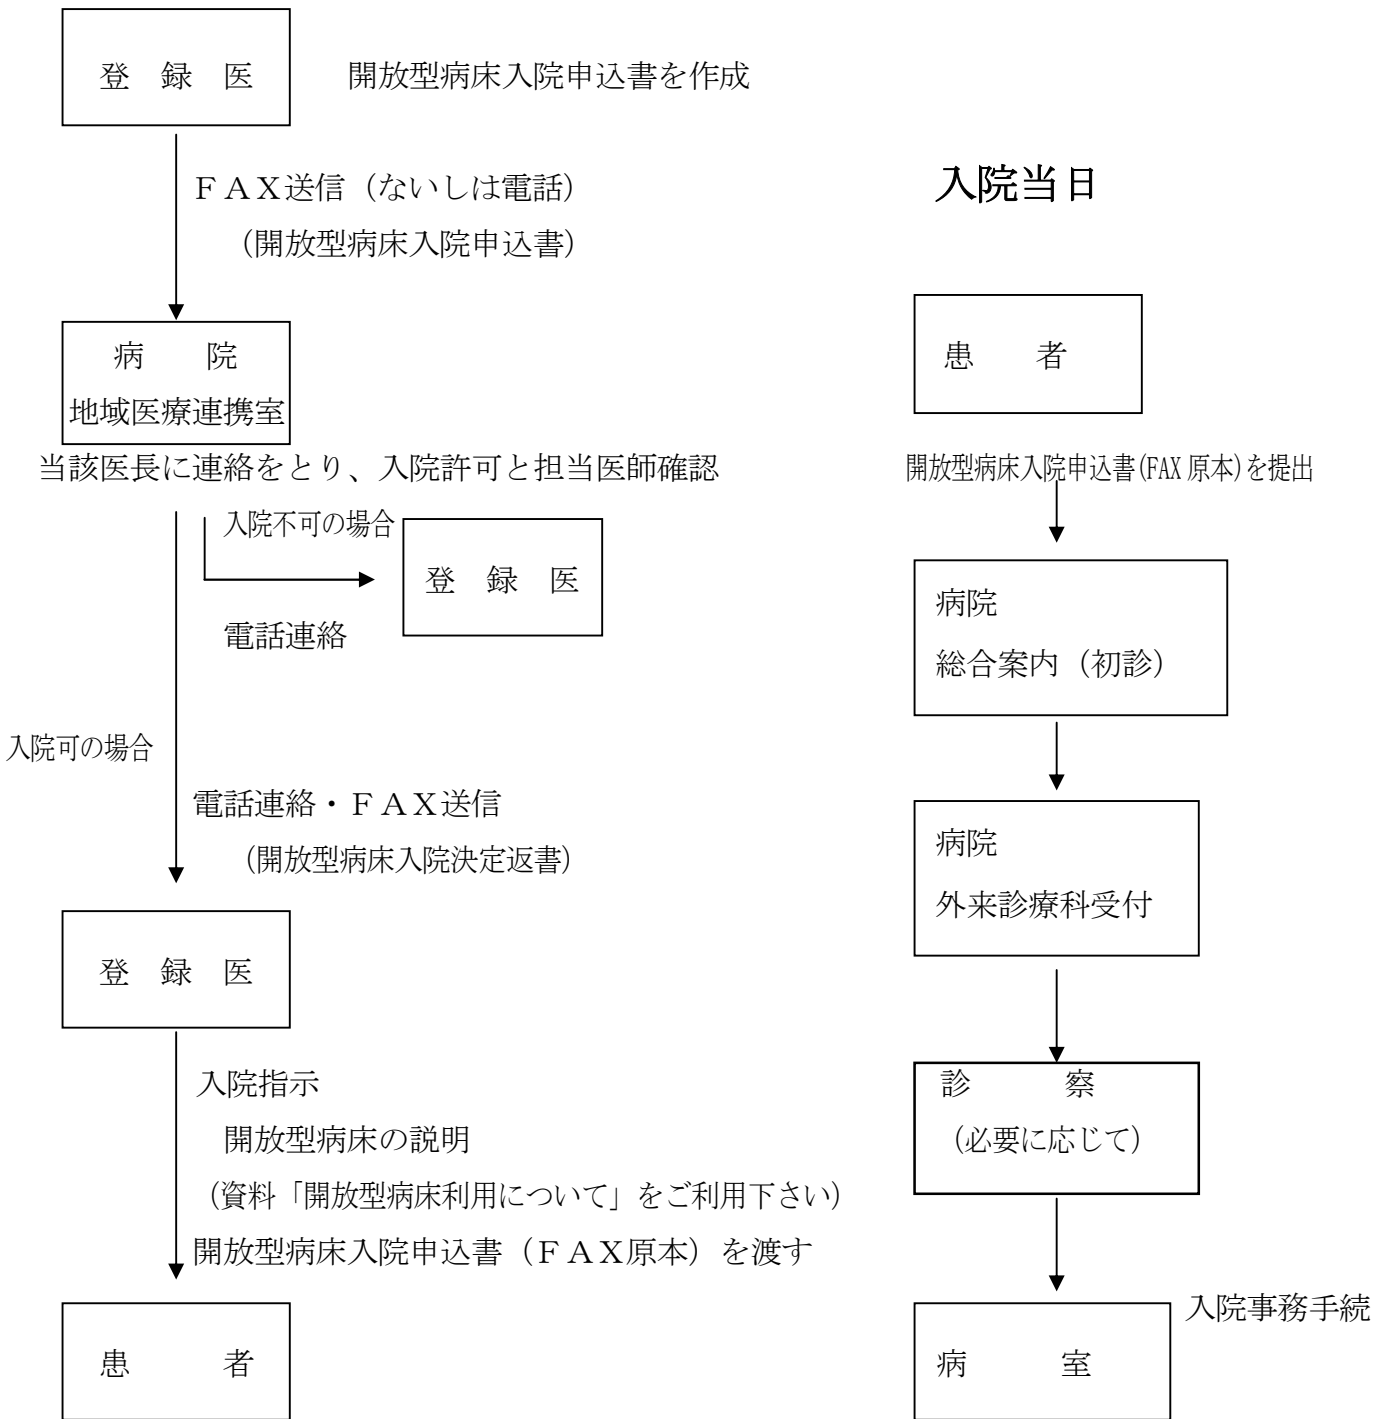 登　録　医
開放型病床入院申込書を作成
ＦＡＸ送信（ないしは電話）
（開放型病床入院申込書）
病　　院
地域医療連携室
当該医長に連絡をとり、入院許可と担当医師確認
入院不可の場合
登　録　医
電話連絡
入院可の場合
電話連絡・ＦＡＸ送信
（開放型病床入院決定返書）
登　録　医
入院指示
開放型病床の説明
（資料「開放型病床利用について」をご利用下さい）
開放型病床入院申込書（ＦＡＸ原本）を渡す
患　　　者
入院当日
患　　者
開放型病床入院申込書(FAX 原本)を提出
病院
総合案内（初診）
病院
外来診療科受付
診　　　察
（必要に応じて）
入院事務手続
病　　　室